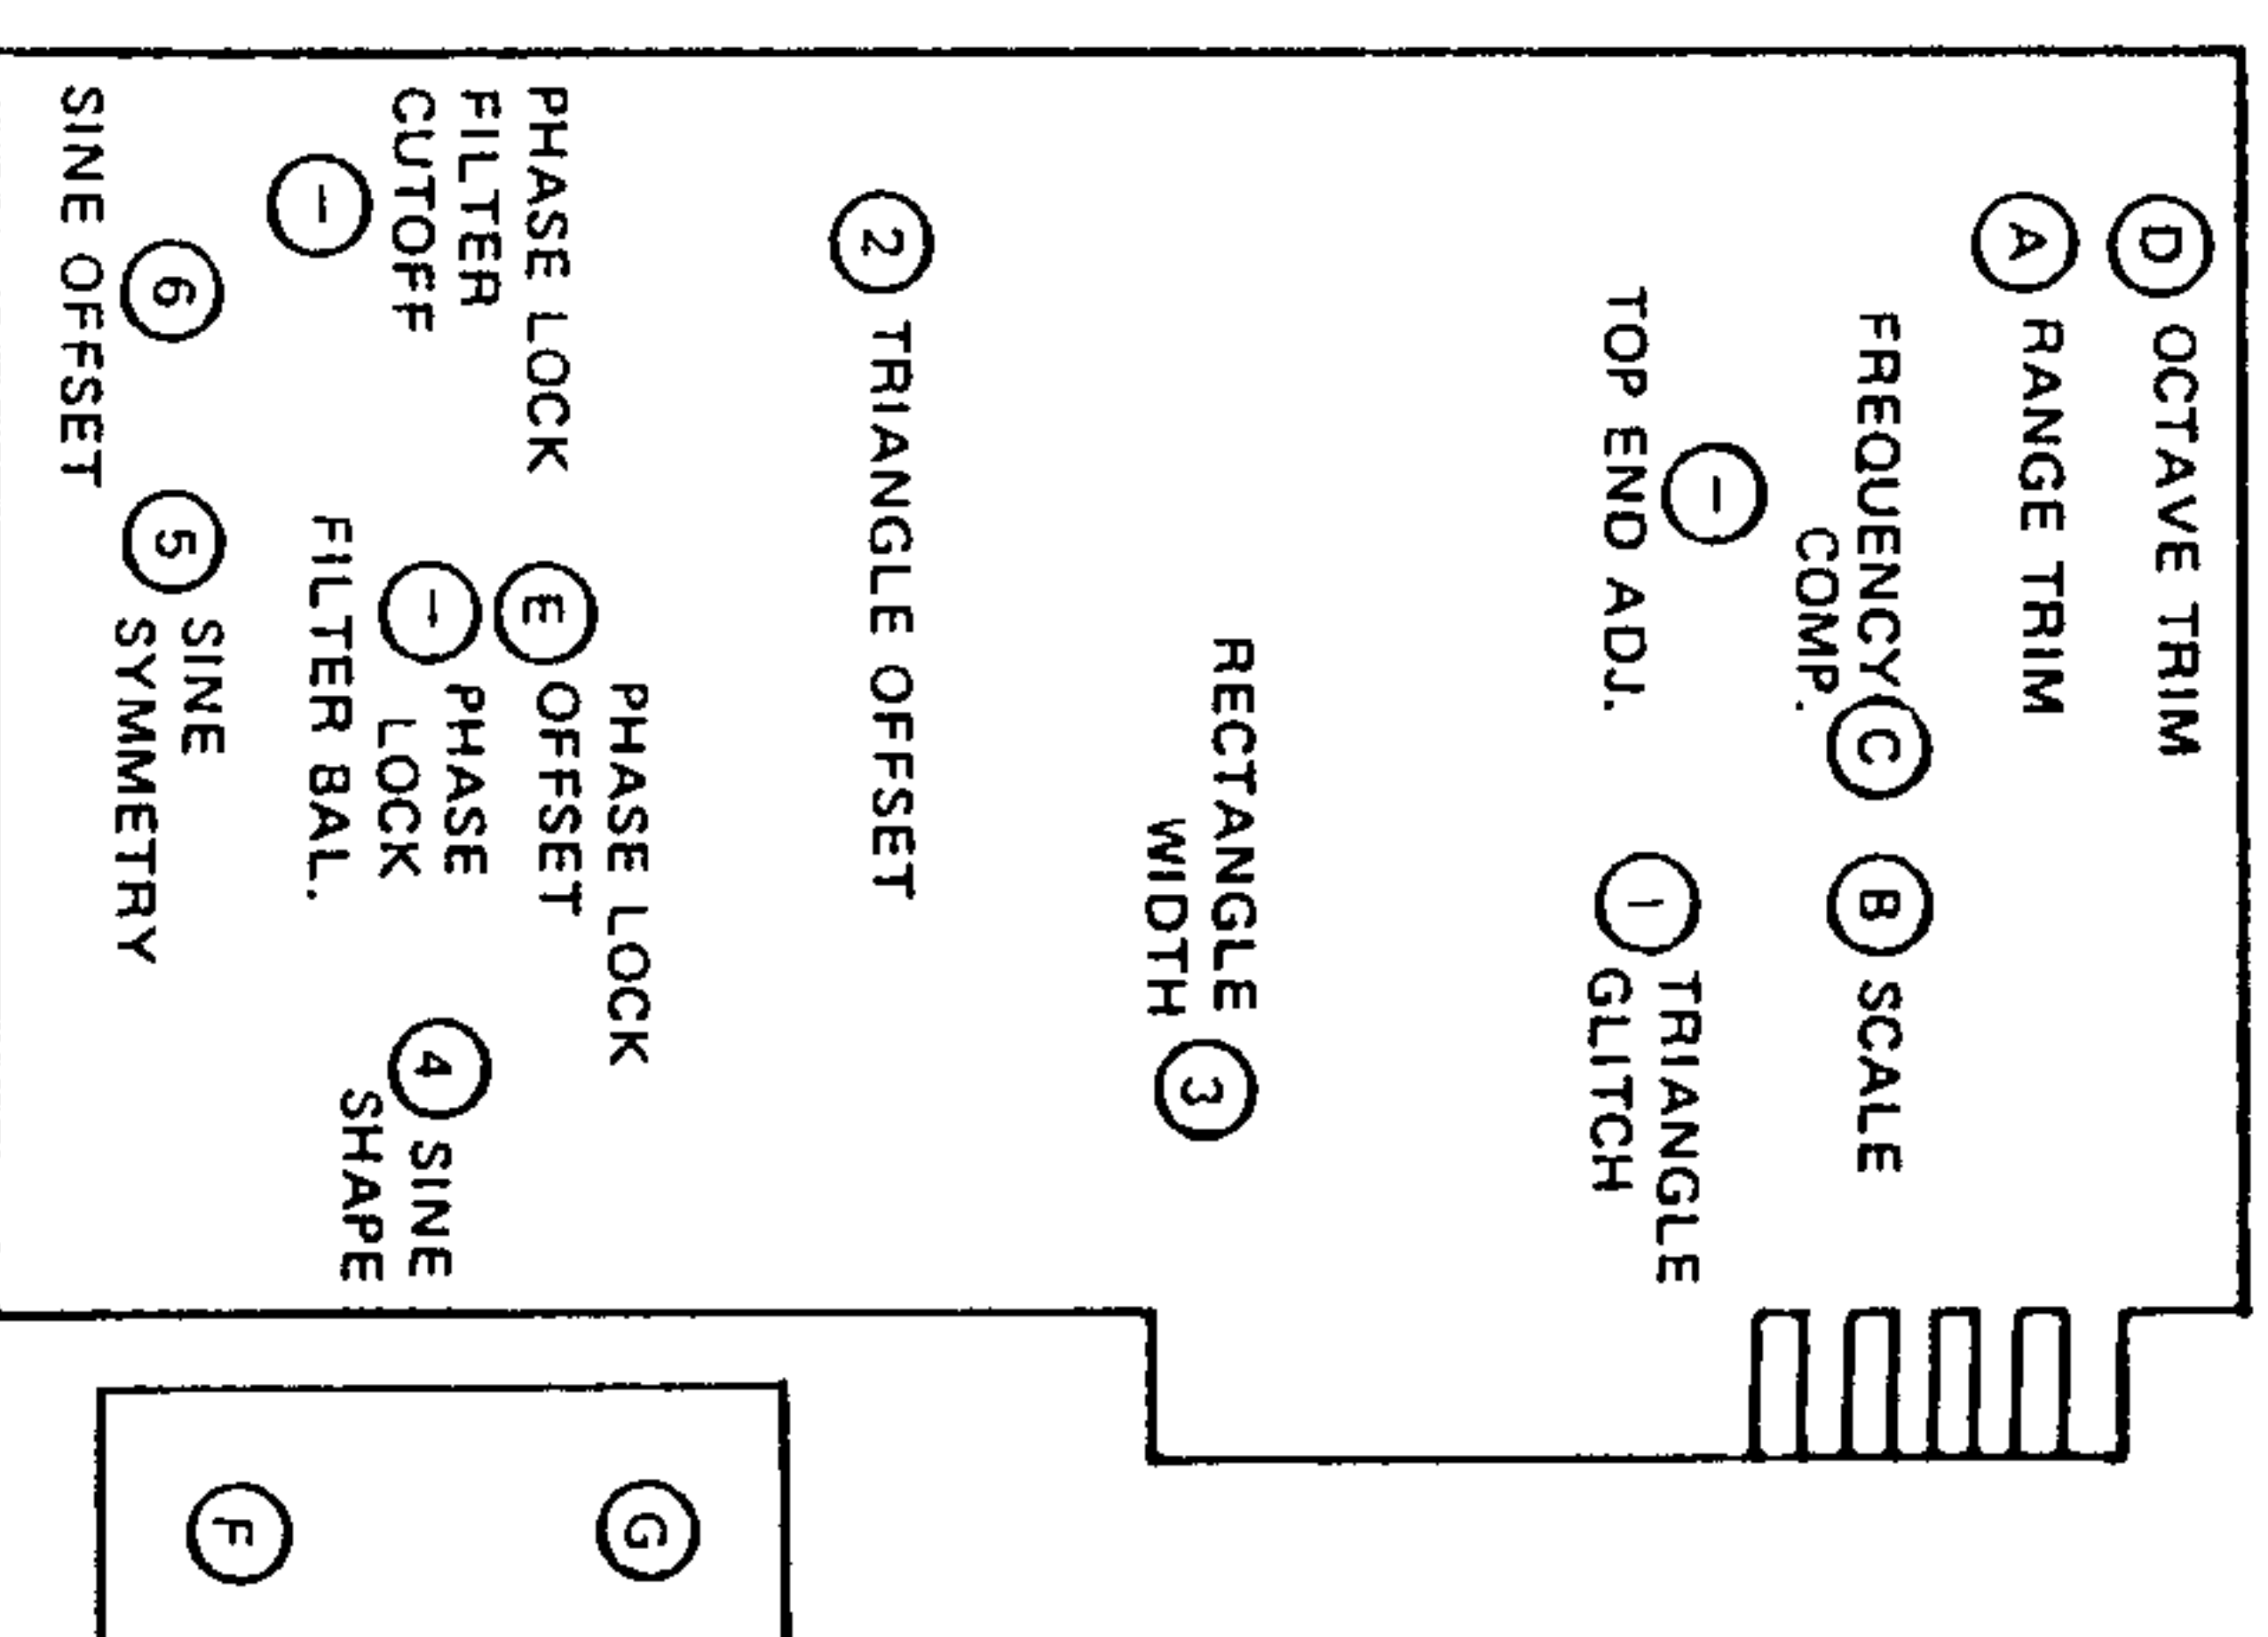 D OCTAVE TRIM
A RANGE TRIM
FREQUENCY C
COMP.
B SCALE
–
TOP END ADJ.
1 TRIANGLE
GLITCH
RECTANGLE
WIDTH 3
2 TRIANGLE OFFSET
PHASE LOCK
FILTER
CUTOFF
–
E PHASE LOCK
OFFSET
– PHASE
LOCK
FILTER BAL.
4 SINE
SHAPE
6
SINE OFFSET
5 SINE
SYMMETRY
G
F